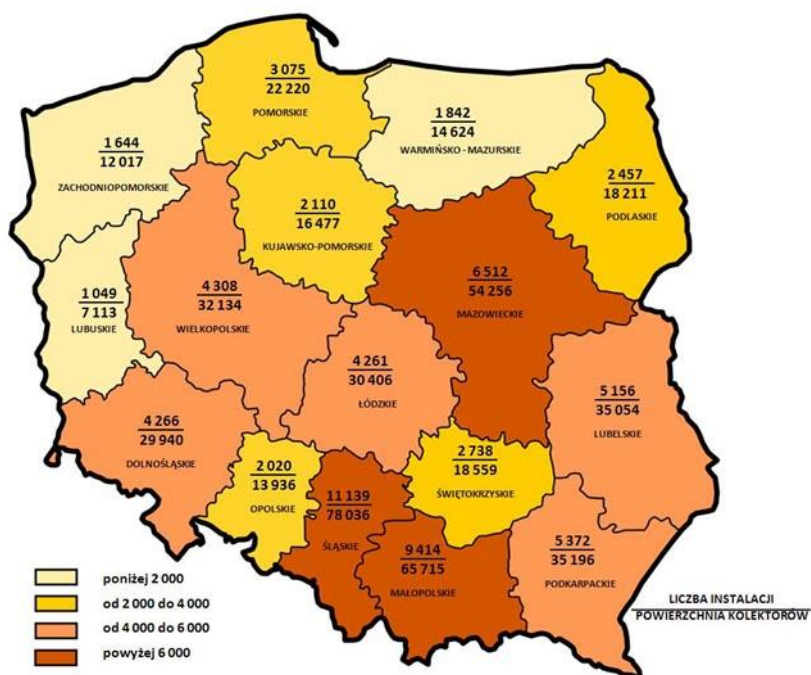 3 075
22 220
POMORSKIE
1 842
14 624
WARMIŃSKO - MAZURSKIE
1 644
12 017
ZACHODNIOPOMORSKIE
2 457
18 211
PODLASKIE
2 110
16 477
KUJAWSKO-POMORSKIE
6 512
54 256
MAZOWIECKIE
1 049
7 113
LUBUSKIE
4 308
32 134
WIELKOPOLSKIE
4 261
30 406
ŁÓDZKIE
5 156
35 054
LUBELSKIE
4 266
29 940
DOLNOŚLĄSKIE
2 020
13 936
OPOLSKIE
11 139
78 036
ŚLĄSKIE
2 738
18 559
ŚWIĘTOKRZYSKIE
9 414
65 715
MAŁOPOLSKIE
5 372
35 196
PODKARPACKIE
poniżej 2 000
od 2 000 do 4 000
od 4 000 do 6 000
powyżej 6 000
LICZBA INSTALACJI
POWIERZCHNIA KOLEKTORÓW